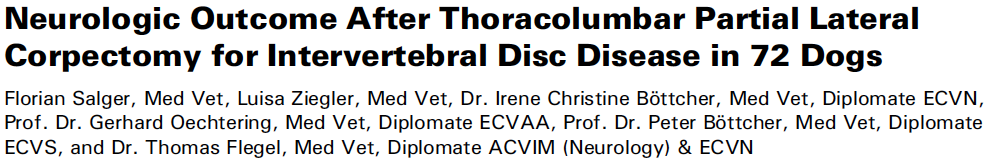 Neurologic Outcome After Thoracolumbar Partial Lateral
Corpectomy for Intervertebral Disc Disease in 72 Dogs
Florian Salger, Med Vet, Luisa Ziegler, Med Vet, Dr. Irene Christine Böttcher, Med Vet, Diplomate ECVN,
Prof. Dr. Gerhard Oechtering, Med Vet, Diplomate ECVAA, Prof. Dr. Peter Böttcher, Med Vet, Diplomate
ECVS, and Dr. Thomas Flegel, Med Vet, Diplomate ACVIM (Neurology) & ECVN